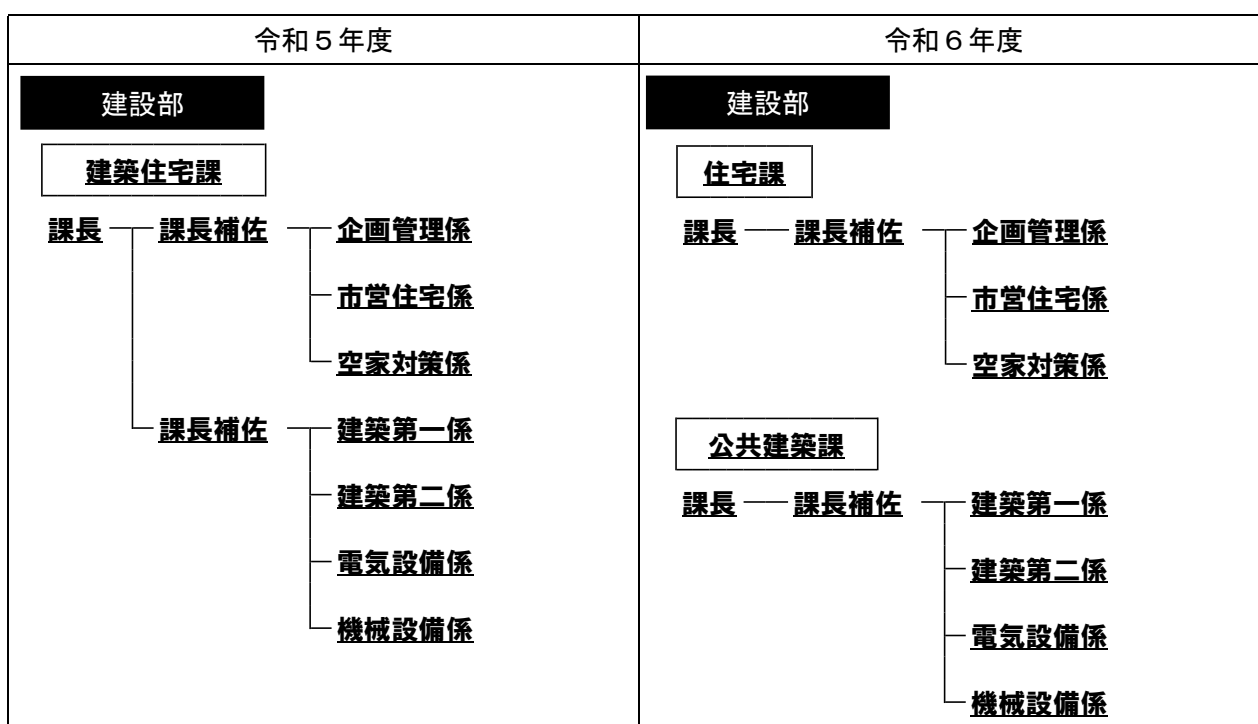 令和５年度
建設部
建築住宅課
課長 課長補佐 企画管理係
市営住宅係
空家対策係
課長補佐 建築第一係
建築第二係
電気設備係
機械設備係
令和６年度
建設部
住宅課
課長 課長補佐 企画管理係
市営住宅係
空家対策係
公共建築課
課長 課長補佐 建築第一係
建築第二係
電気設備係
機械設備係